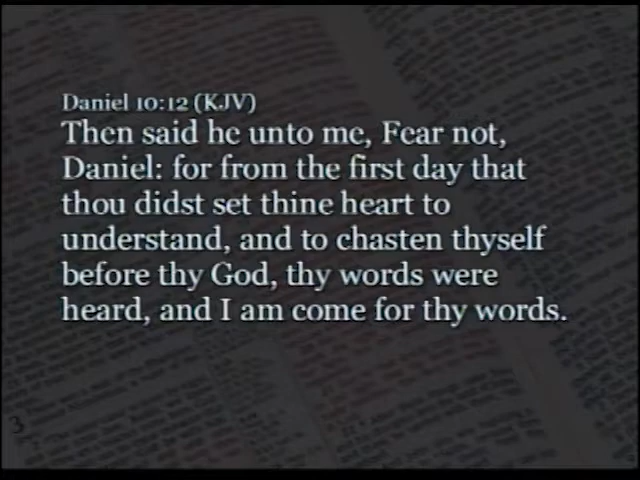 Daniel 10:12 (KJV)
Then said he unto me, Fear not,
Daniel: for from the first day that
thou didst set thine heart to
understand, and to chasten thyself
before thy God, thy words were
heard, and I am come for thy words.
3